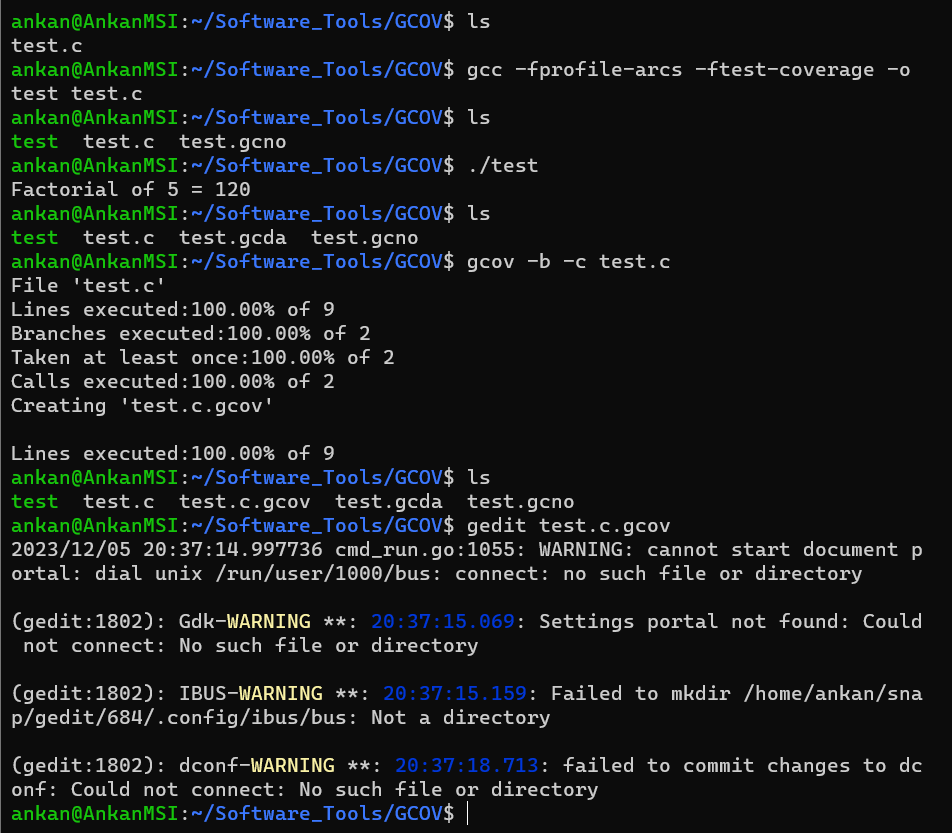 ankan@AnkanMSI:~/Software_Tools/GCOV$ ls
test.c
ankan@AnkanMSI:~/Software_Tools/GCOV$ gcc -fprofile-arcs -ftest-coverage -o
test test.c
ankan@AnkanMSI:~/Software_Tools/GCOV$ ls
test  test.c  test.gcno
ankan@AnkanMSI:~/Software_Tools/GCOV$ ./test
Factorial of 5 = 120
ankan@AnkanMSI:~/Software_Tools/GCOV$ ls
test  test.c  test.gcda  test.gcno
ankan@AnkanMSI:~/Software_Tools/GCOV$ gcov -b -c test.c
File 'test.c'
Lines executed:100.00% of 9
Branches executed:100.00% of 2
Taken at least once:100.00% of 2
Calls executed:100.00% of 2
Creating 'test.c.gcov'

Lines executed:100.00% of 9
ankan@AnkanMSI:~/Software_Tools/GCOV$ ls
test  test.c  test.c.gcov  test.gcda  test.gcno
ankan@AnkanMSI:~/Software_Tools/GCOV$ gedit test.c.gcov
2023/12/05 20:37:14.997736 cmd_run.go:1055: WARNING: cannot start document p
ortal: dial unix /run/user/1000/bus: connect: no such file or directory

(gedit:1802): Gdk-WARNING **: 20:37:15.069: Settings portal not found: Could
 not connect: No such file or directory

(gedit:1802): IBUS-WARNING **: 20:37:15.159: Failed to mkdir /home/ankan/sna
p/gedit/684/.config/ibus/bus: Not a directory

(gedit:1802): dconf-WARNING **: 20:37:18.713: failed to commit changes to dc
onf: Could not connect: No such file or directory
ankan@AnkanMSI:~/Software_Tools/GCOV$